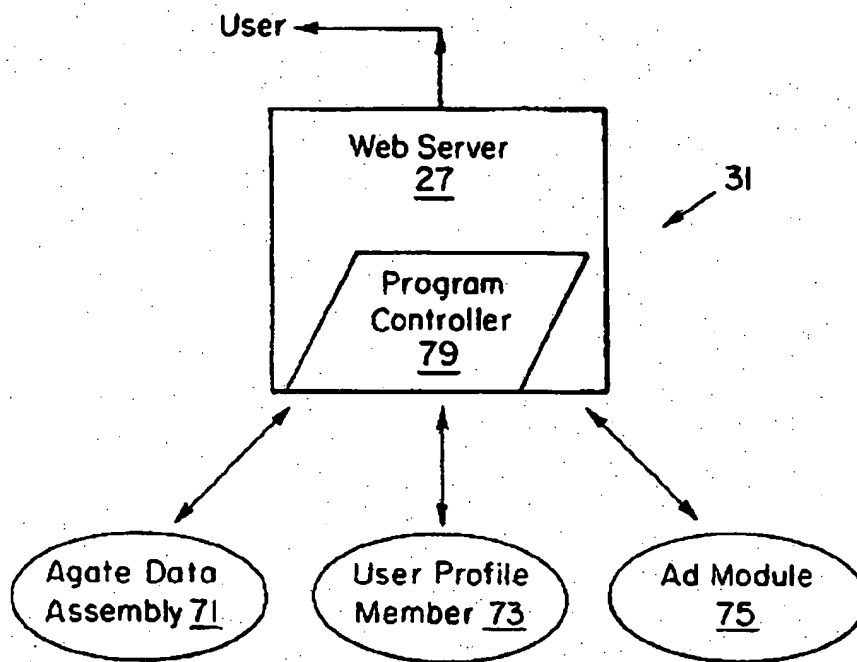 User
Web Server
27
31
Program
Controller
79
Agate Data
Assembly 71
User Profile
Member 73
Ad Module
75